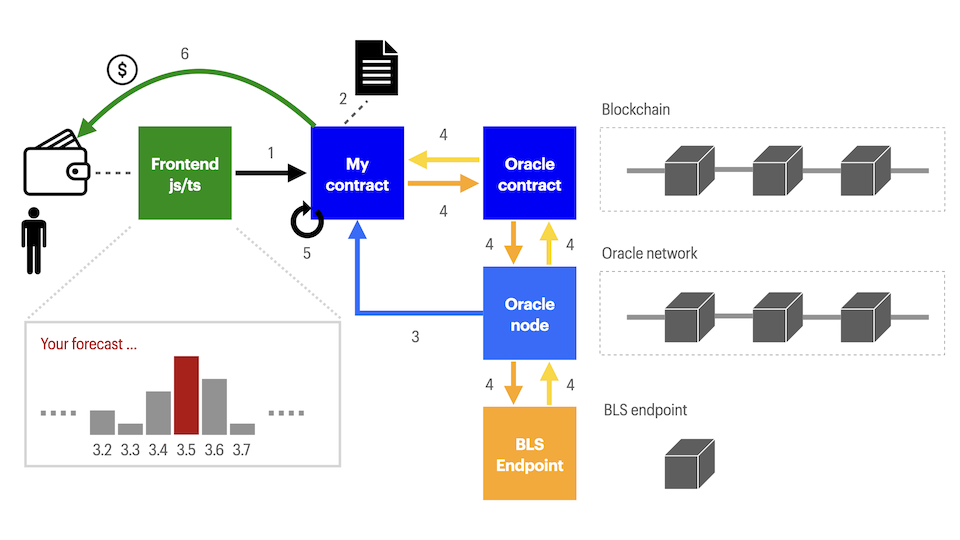 6
$
2
Blockchain
Frontend
js/ts
1
My
contract
4
4
Oracle
contract
5
4
4
Oracle network
Oracle
node
3
Your forecast ...
3.2 3.3 3.4 3.5 3.6 3.7
4
4
BLS endpoint
BLS
Endpoint